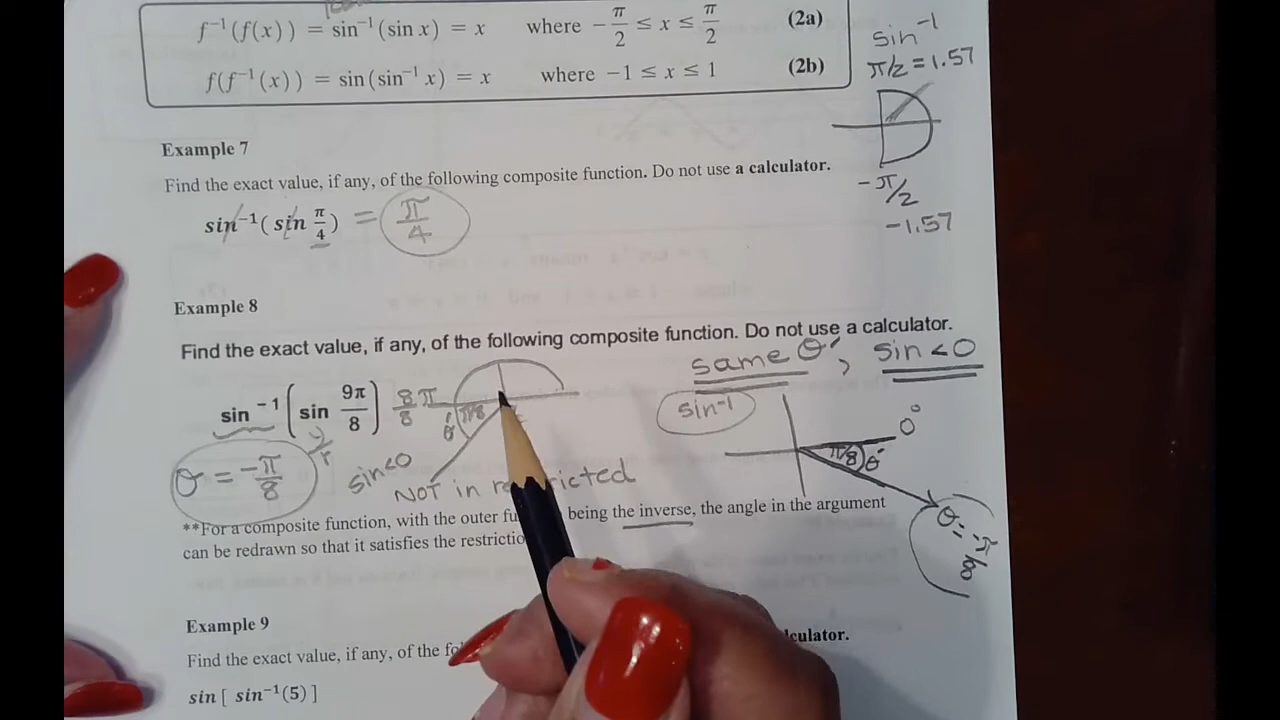 f⁻¹(f(x)) = sin⁻¹(sin x) = x where −π/2 ≤ x ≤ π/2 (2a)
f(f⁻¹(x)) = sin(sin⁻¹ x) = x where −1 ≤ x ≤ 1 (2b)
sin⁻¹
π/2 = 1.57
-π/2
-1.57
Example 7
Find the exact value, if any, of the following composite function. Do not use a calculator.
sin⁻¹( sin π/4 ) = π/4
Example 8
Find the exact value, if any, of the following composite function. Do not use a calculator.
same θ', sin<0
sin⁻¹ (sin 9π/8) 8/8 π
θ' π/8
y/r
θ = -π/8
sin<0
NOT in restricted
sin⁻¹
0°
π/8 θ'
θ = -π/8
**For a composite function, with the outer fu being the inverse, the angle in the argument
can be redrawn so that it satisfies the restrictio
Example 9
Find the exact value, if any, of the fo lculator.
sin [ sin⁻¹(5) ]